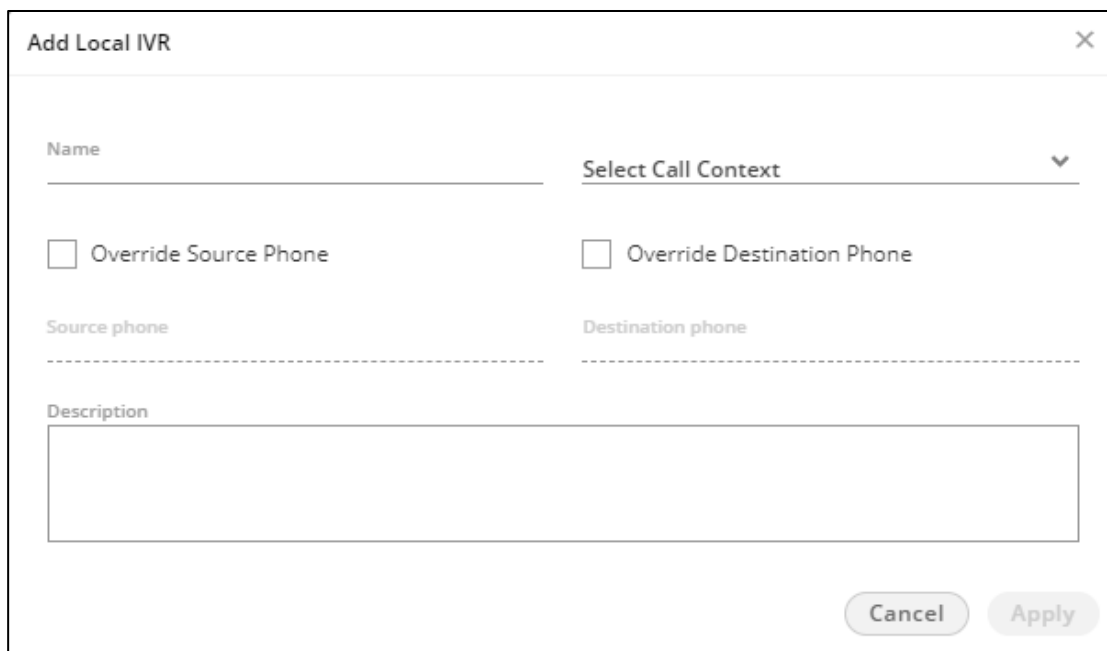 Add Local IVR
Name
Select Call Context
Override Source Phone
Override Destination Phone
Source phone
Destination phone
Description
Cancel
Apply